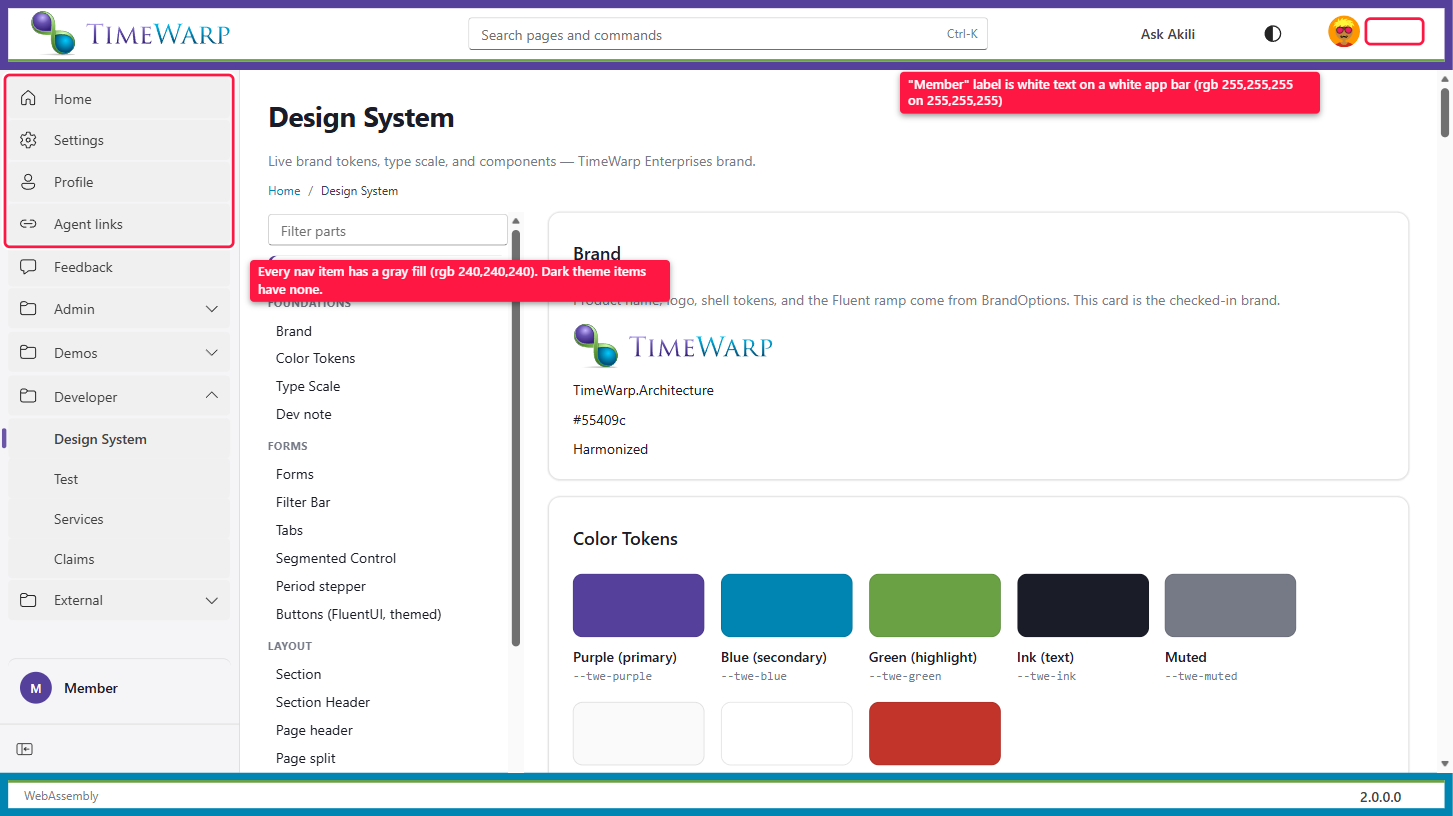 TIMEWARP
Search pages and commands
Ctrl-K
Ask Akili
"Member" label is white text on a white app bar (rgb 255,255,255
on 255,255,255)
Home
Settings
Profile
Agent links
Feedback
Admin
Demos
Developer
Design System
Test
Services
Claims
External
M
Member
Design System
Live brand tokens, type scale, and components — TimeWarp Enterprises brand.
Home / Design System
Filter parts
Every nav item has a gray fill (rgb 240,240,240). Dark theme items
have none.
FOUNDATIONS
Brand
Color Tokens
Type Scale
Dev note
FORMS
Forms
Filter Bar
Tabs
Segmented Control
Period stepper
Buttons (FluentUI, themed)
LAYOUT
Section
Section Header
Page header
Page split
Brand
Product name, logo, shell tokens, and the Fluent ramp come from BrandOptions. This card is the checked-in brand.
TIMEWARP
TimeWarp.Architecture
#55409c
Harmonized
Color Tokens
Purple (primary)
--twe-purple
Blue (secondary)
--twe-blue
Green (highlight)
--twe-green
Ink (text)
--twe-ink
Muted
--twe-muted
WebAssembly
2.0.0.0